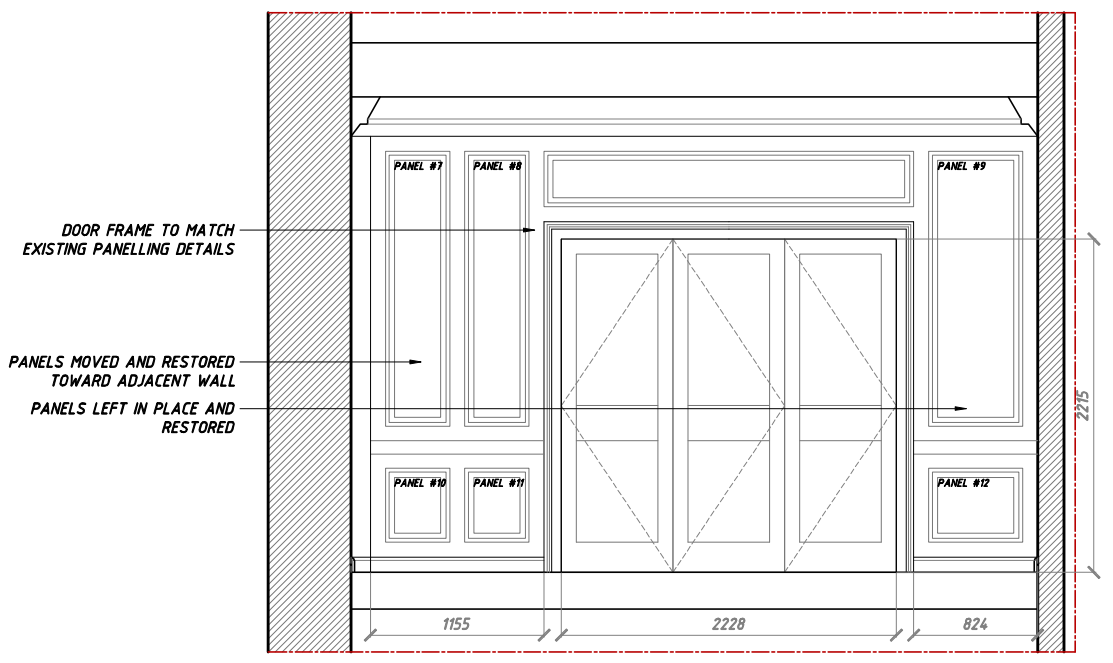 PANEL #7
PANEL #8
PANEL #9
DOOR FRAME TO MATCH
EXISTING PANELLING DETAILS
PANELS MOVED AND RESTORED
TOWARD ADJACENT WALL
PANELS LEFT IN PLACE AND
RESTORED
2215
PANEL #10
PANEL #11
PANEL #12
1155
2228
824